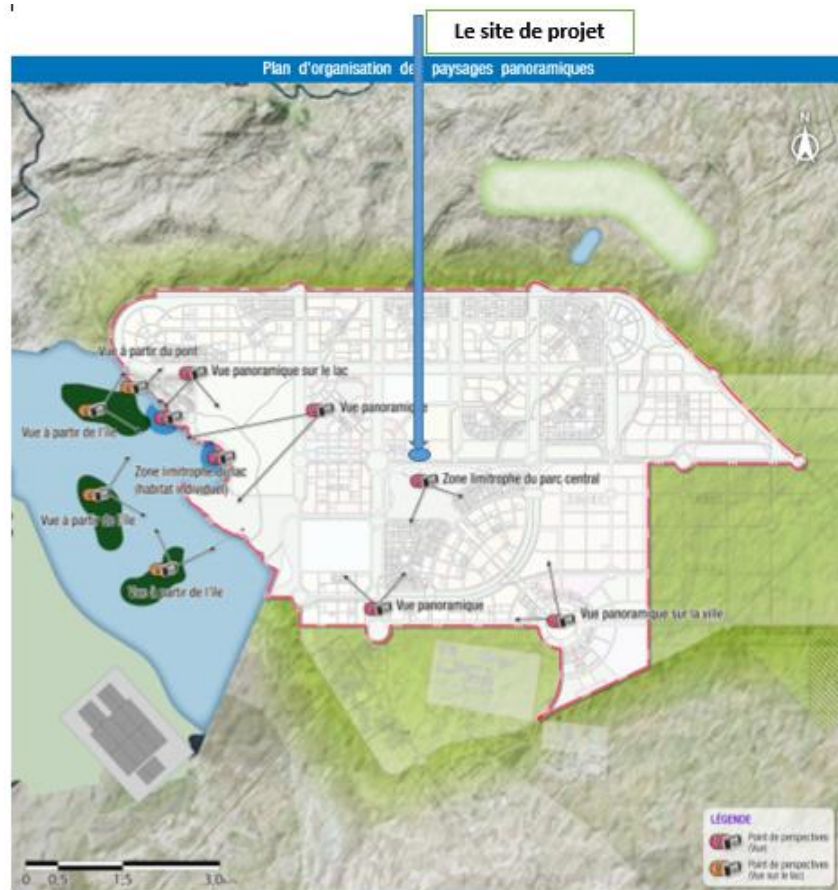 Le site de projet
Plan d'organisation des paysages panoramiques
N
Vue à partir du pont
Vue panoramique sur le lac
Vue panoramique
Vue à partir de l'île
Zone limitrophe du lac
(habitat individuel)
Zone limitrophe du parc central
Vue à partir de l'île
Vue à partir de l'île
Vue panoramique
Vue panoramique sur la ville
LÉGENDE
Point de perspectives
(Vue)
Point de perspectives
(Vue sur le lac)
0 0,5 1,5 3,0